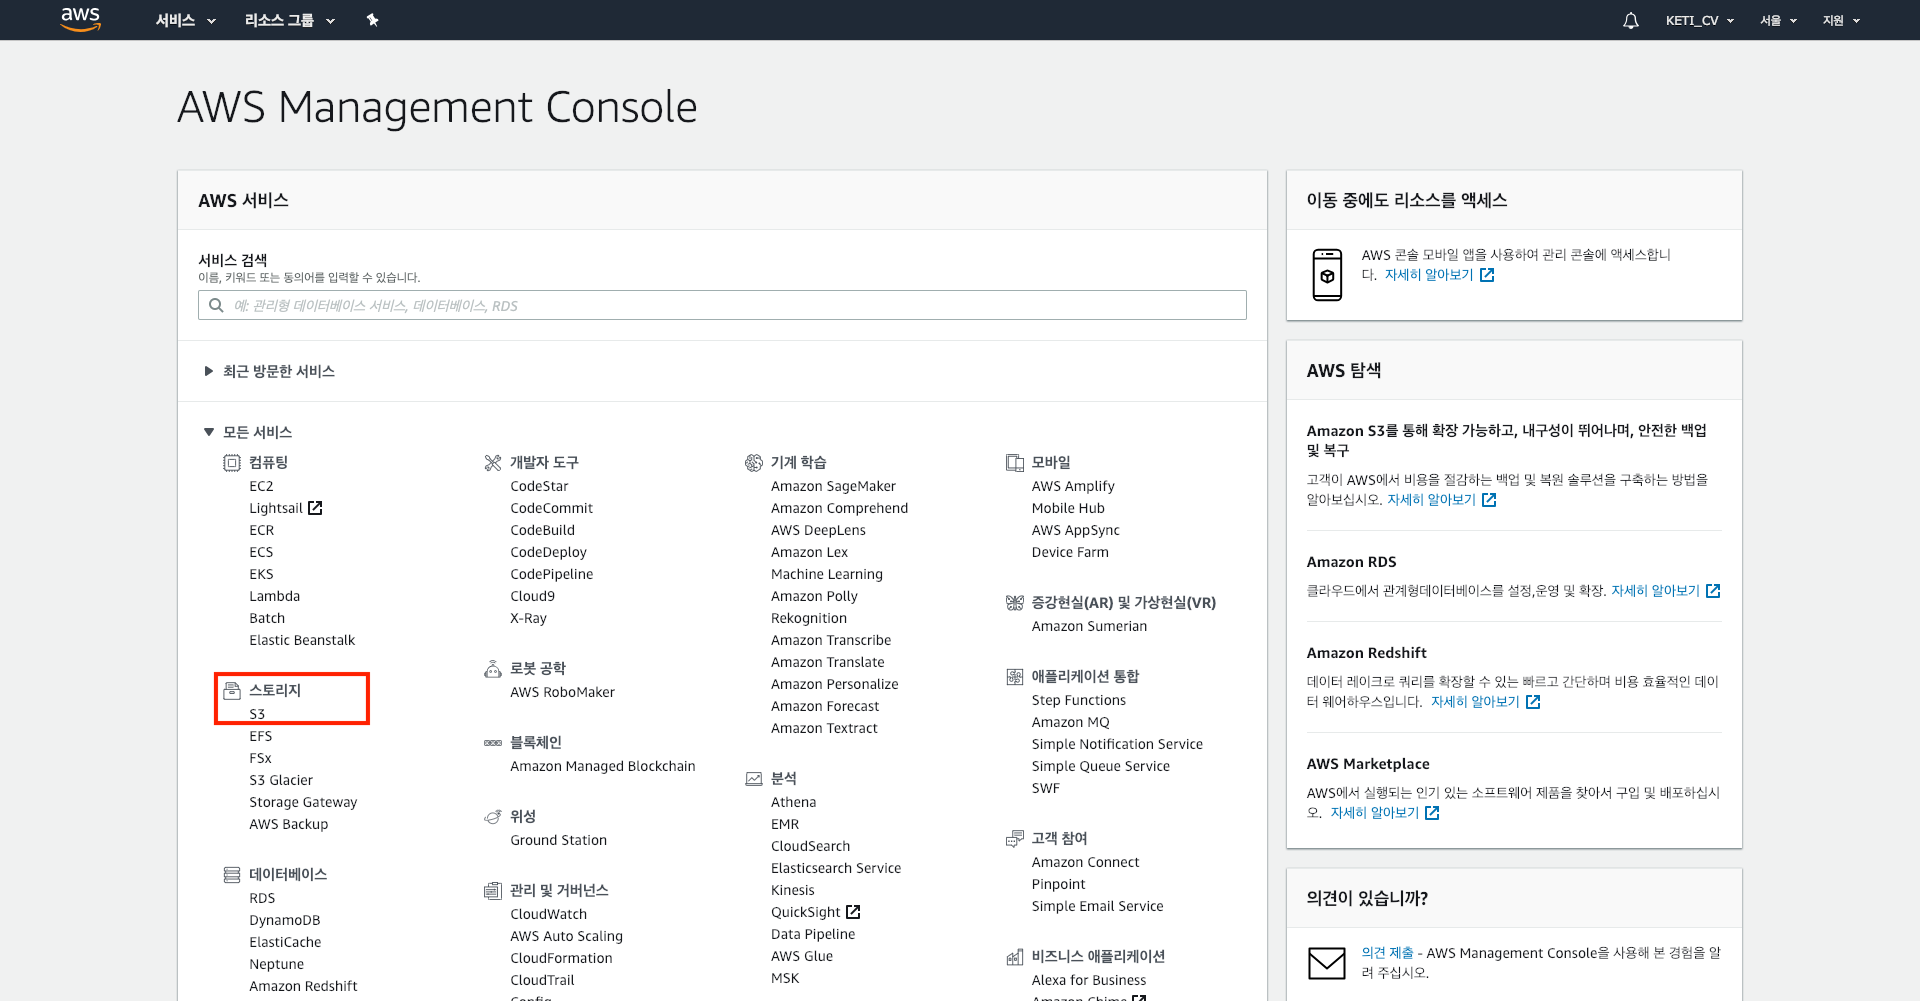 aws
서비스
리소스 그룹
KETI_CV
서울
지원
AWS Management Console
AWS 서비스
서비스 검색
이름, 키워드 또는 동의어를 입력할 수 있습니다.
예: 관리형 데이터베이스 서비스, 데이터베이스, RDS
최근 방문한 서비스
모든 서비스
컴퓨팅
EC2
Lightsail
ECR
ECS
EKS
Lambda
Batch
Elastic Beanstalk
스토리지
S3
EFS
FSx
S3 Glacier
Storage Gateway
AWS Backup
데이터베이스
RDS
DynamoDB
ElastiCache
Neptune
Amazon Redshift
개발자 도구
CodeStar
CodeCommit
CodeBuild
CodeDeploy
CodePipeline
Cloud9
X-Ray
로봇 공학
AWS RoboMaker
블록체인
Amazon Managed Blockchain
위성
Ground Station
관리 및 거버넌스
CloudWatch
AWS Auto Scaling
CloudFormation
CloudTrail
Config
기계 학습
Amazon SageMaker
Amazon Comprehend
AWS DeepLens
Amazon Lex
Machine Learning
Amazon Polly
Rekognition
Amazon Transcribe
Amazon Translate
Amazon Personalize
Amazon Forecast
Amazon Textract
분석
Athena
EMR
CloudSearch
Elasticsearch Service
Kinesis
QuickSight
Data Pipeline
AWS Glue
MSK
모바일
AWS Amplify
Mobile Hub
AWS AppSync
Device Farm
증강현실(AR) 및 가상현실(VR)
Amazon Sumerian
애플리케이션 통합
Step Functions
Amazon MQ
Simple Notification Service
Simple Queue Service
SWF
고객 참여
Amazon Connect
Pinpoint
Simple Email Service
비즈니스 애플리케이션
Alexa for Business
Amazon Chime
이동 중에도 리소스를 액세스
AWS 콘솔 모바일 앱을 사용하여 관리 콘솔에 액세스합니
다. 자세히 알아보기
AWS 탐색
Amazon S3를 통해 확장 가능하고, 내구성이 뛰어나며, 안전한 백업
및 복구
고객이 AWS에서 비용을 절감하는 백업 및 복원 솔루션을 구축하는 방법을
알아보십시오. 자세히 알아보기
Amazon RDS
클라우드에서 관계형데이터베이스를 설정,운영 및 확장. 자세히 알아보기
Amazon Redshift
데이터 레이크로 쿼리를 확장할 수 있는 빠르고 간단하며 비용 효율적인 데이
터 웨어하우스입니다. 자세히 알아보기
AWS Marketplace
AWS에서 실행되는 인기 있는 소프트웨어 제품을 찾아서 구입 및 배포하십시
오. 자세히 알아보기
의견이 있습니까?
의견 제출 - AWS Management Console을 사용해 본 경험을 알
려 주십시오.